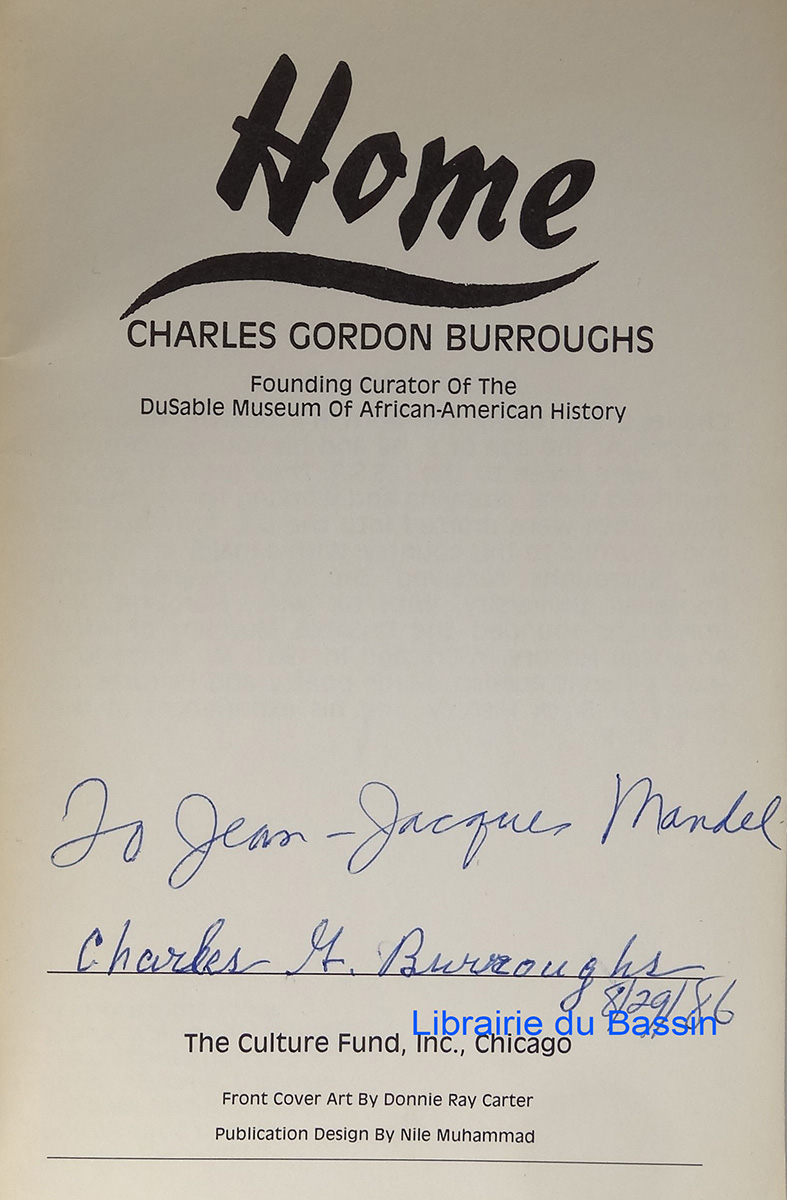 Home
CHARLES GORDON BURROUGHS
Founding Curator Of The
DuSable Museum Of African-American History
To Jean-Jacques Mandel
Charles G. Burroughs
8/29/86
Librairie du Bassin
The Culture Fund, Inc., Chicago
Front Cover Art By Donnie Ray Carter
Publication Design By Nile Muhammad